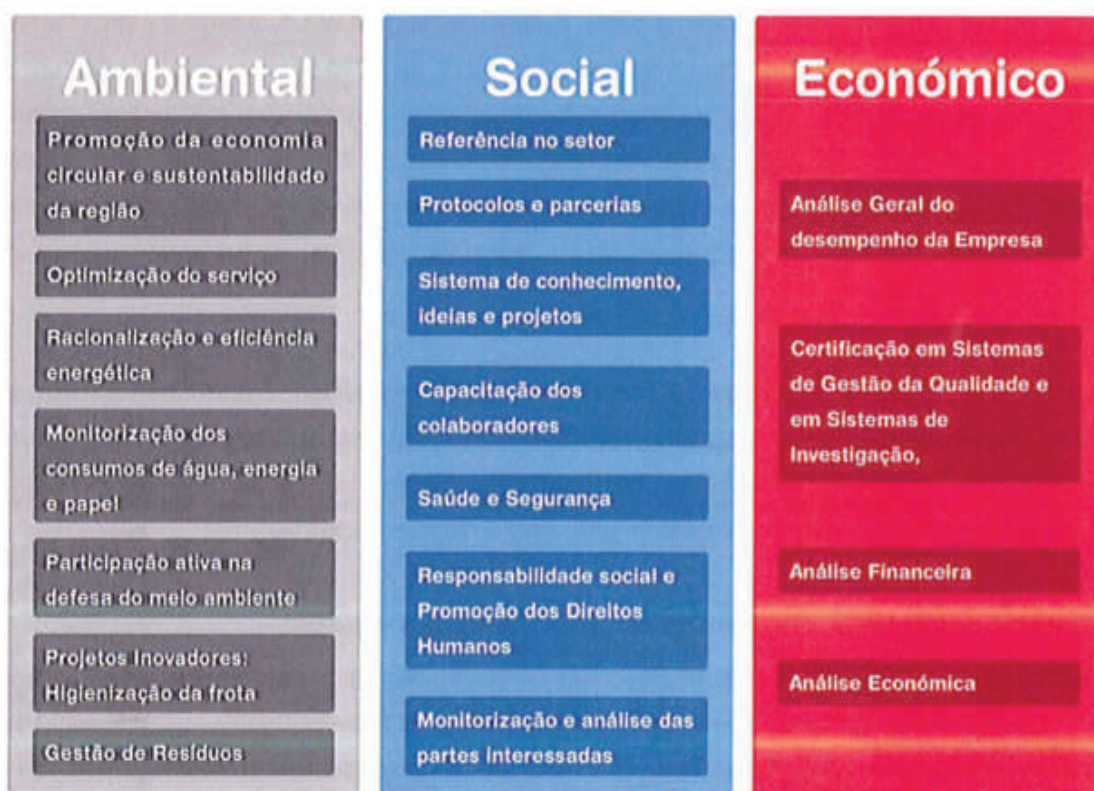 Ambiental
Promoção da economia
circular e sustentabilidade
da região
Optimização do serviço
Racionalização e eficiência
energética
Monitorização dos
consumos de água, energia
e papel
Participação ativa na
defesa do meio ambiente
Projetos Inovadores:
Higienização da frota
Gestão de Resíduos
Social
Referência no setor
Protocolos e parcerias
Sistema de conhecimento,
ideias e projetos
Capacitação dos
colaboradores
Saúde e Segurança
Responsabilidade social e
Promoção dos Direitos
Humanos
Monitorização e análise das
partes interessadas
Económico
Análise Geral do
desempenho da Empresa
Certificação em Sistemas
de Gestão da Qualidade e
em Sistemas de
Investigação,
Análise Financeira
Análise Económica